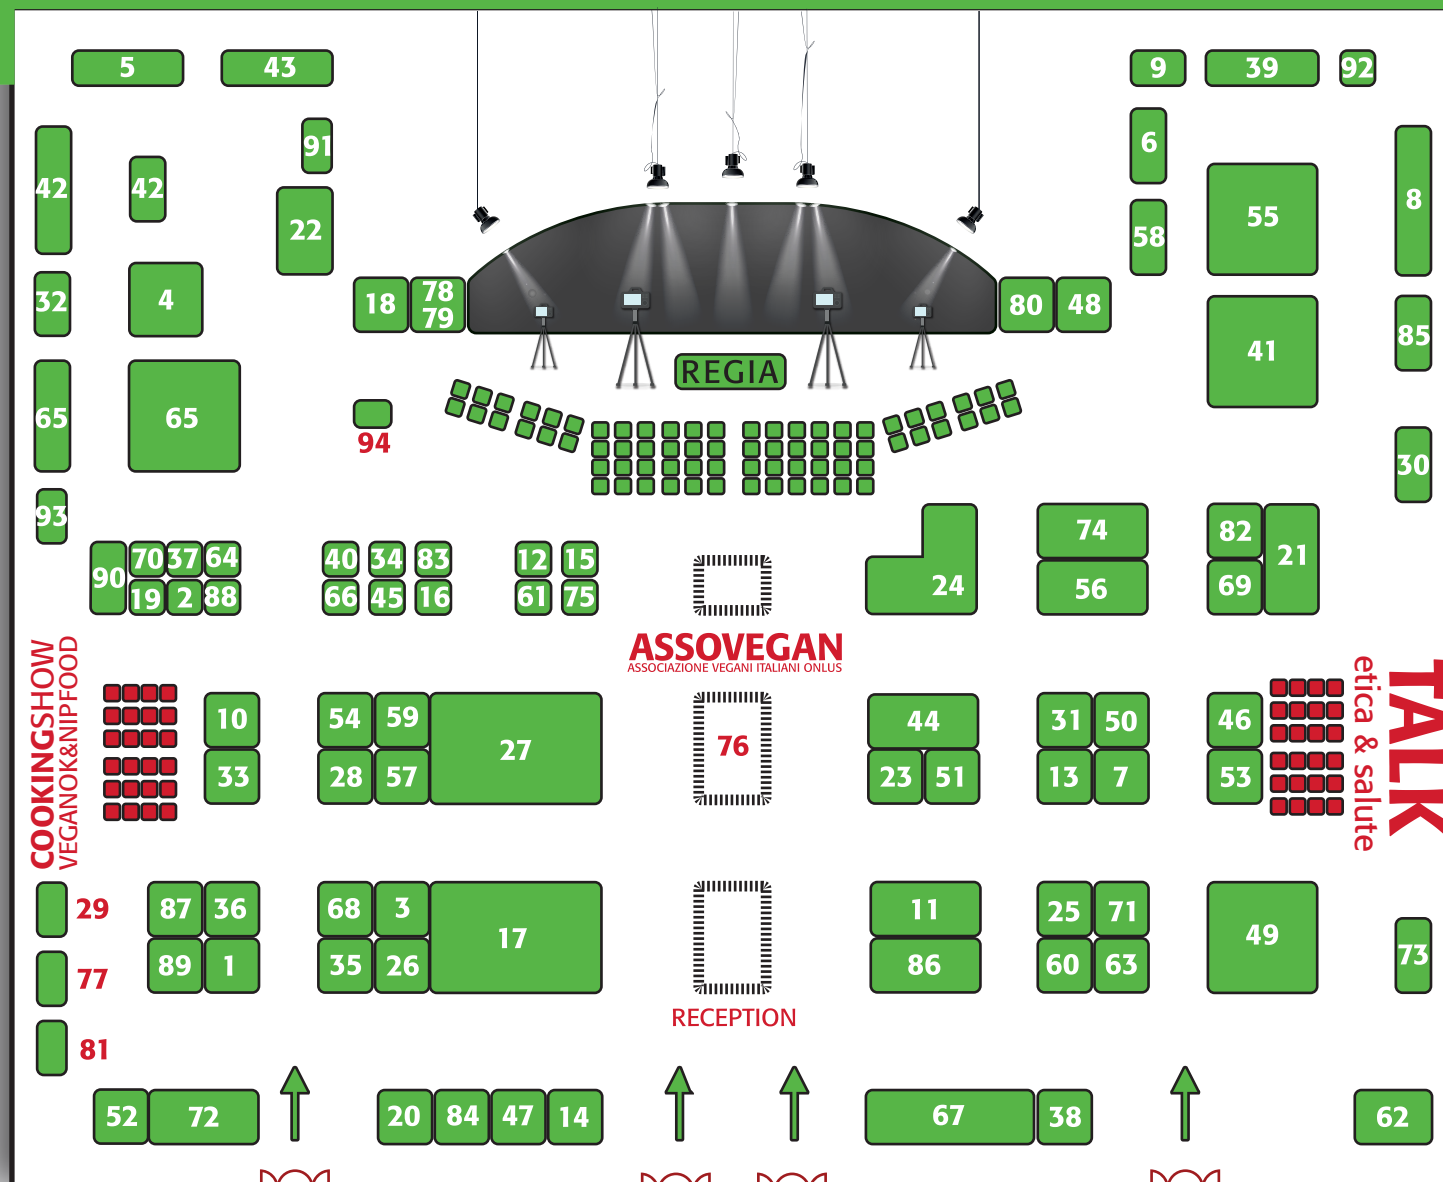 5 43 9 39 92
91 6
42 42 22 55 8
58
32 4 18 78 80 48
79
85
41
REGIA
65 65
94
30
93
74 82 21
90 70 37 64 40 34 83 12 15
24 56 69
19 2 88 66 45 16 61 75
ASSOVEGAN
ASSOCIAZIONE VEGANI ITALIANI ONLUS
COOKINGSHOW
VEGANOK&NIPFOOD
TALK
etica & salute
10 54 59 44 31 50 46
27 76
33 28 57 23 51 13 7 53
29 87 36 68 3 11 25 71
17 49
77 89 1 35 26 86 60 63 73
RECEPTION
81
52 72 20 84 47 14 67 38 62